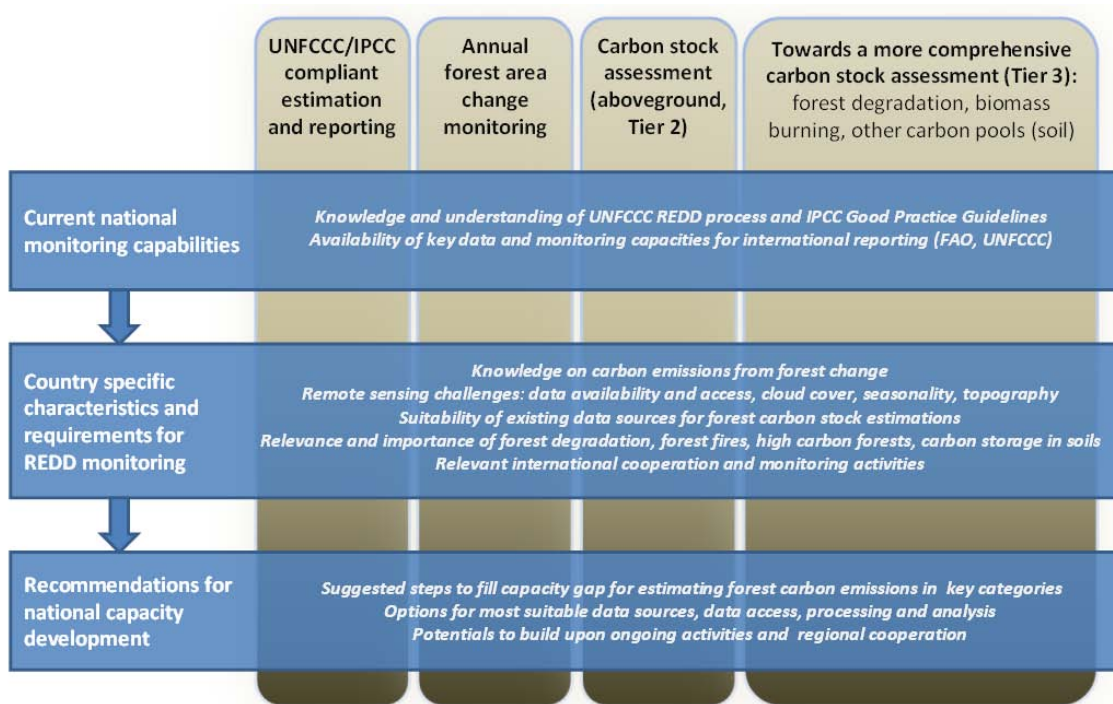 UNFCCC/IPCC
compliant
estimation
and reporting
Annual
forest area
change
monitoring
Carbon stock
assessment
(aboveground,
Tier 2)
Towards a more comprehensive
carbon stock assessment (Tier 3):
forest degradation, biomass
burning, other carbon pools (soil)
Current national
monitoring capabilities
Knowledge and understanding of UNFCCC REDD process and IPCC Good Practice Guidelines
Availability of key data and monitoring capacities for international reporting (FAO, UNFCCC)
Country specific
characteristics and
requirements for
REDD monitoring
Knowledge on carbon emissions from forest change
Remote sensing challenges: data availability and access, cloud cover, seasonality, topography
Suitability of existing data sources for forest carbon stock estimations
Relevance and importance of forest degradation, forest fires, high carbon forests, carbon storage in soils
Relevant international cooperation and monitoring activities
Recommendations for
national capacity
development
Suggested steps to fill capacity gap for estimating forest carbon emissions in key categories
Options for most suitable data sources, data access, processing and analysis
Potentials to build upon ongoing activities and regional cooperation